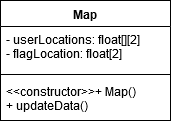 Map
- userLocations: float[][2]
- flagLocation: float[2]
<<constructor>>+ Map()
+ updateData()